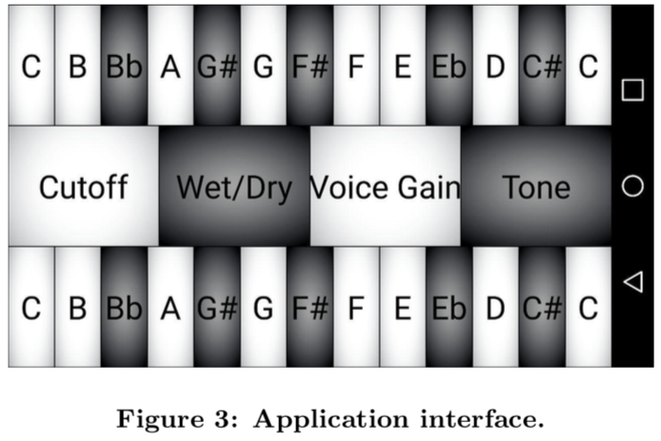 C B Bb A G# G F# F E Eb D C# C
Cutoff Wet/Dry Voice Gain Tone
C B Bb A G# G F# F E Eb D C# C
Figure 3: Application interface.